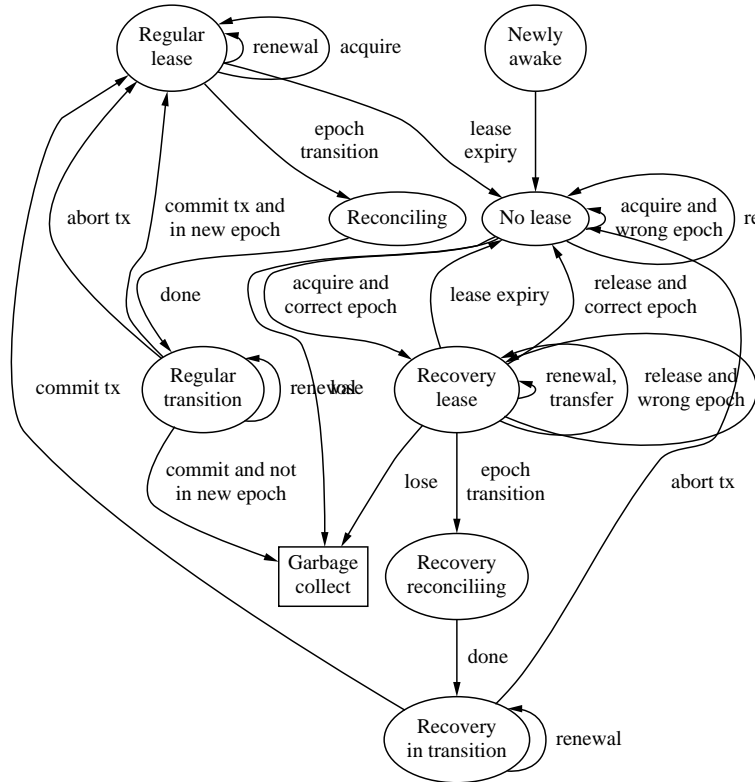 Regular
lease
renewal
acquire
Newly
awake
epoch
transition
lease
expiry
abort tx
commit tx and
in new epoch
Reconciling
No lease
acquire and
wrong epoch
re
done
acquire and
correct epoch
lease expiry
release and
correct epoch
commit tx
Regular
transition
renewal
lose
Recovery
lease
renewal,
transfer
release and
wrong epoch
commit and not
in new epoch
lose
epoch
transition
abort tx
Garbage
collect
Recovery
reconciliing
done
Recovery
in transition
renewal